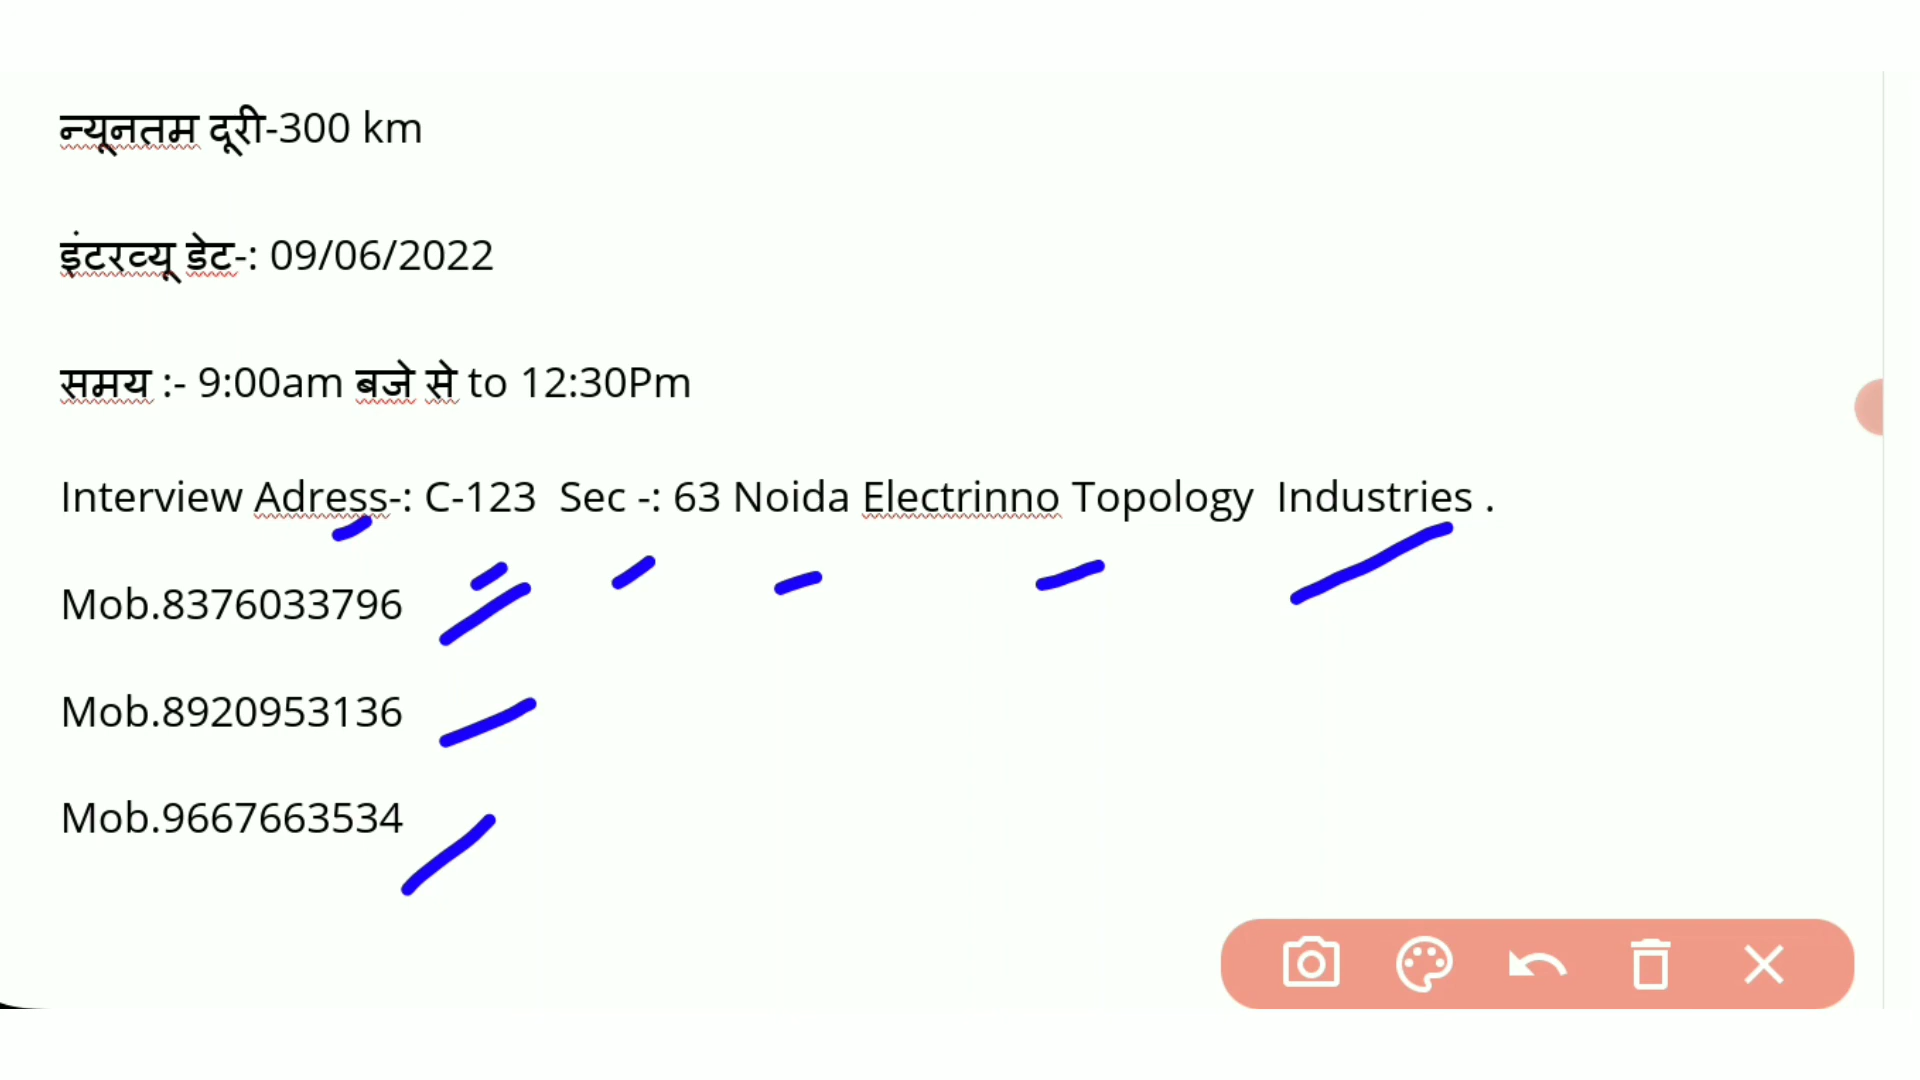 न्यूनतम दूरी-300 km
इंटरव्यू डेट-: 09/06/2022
समय :- 9:00am बजे से to 12:30Pm
Interview Adress-: C-123  Sec -: 63 Noida Electrinno Topology  Industries .
Mob.8376033796
Mob.8920953136
Mob.9667663534